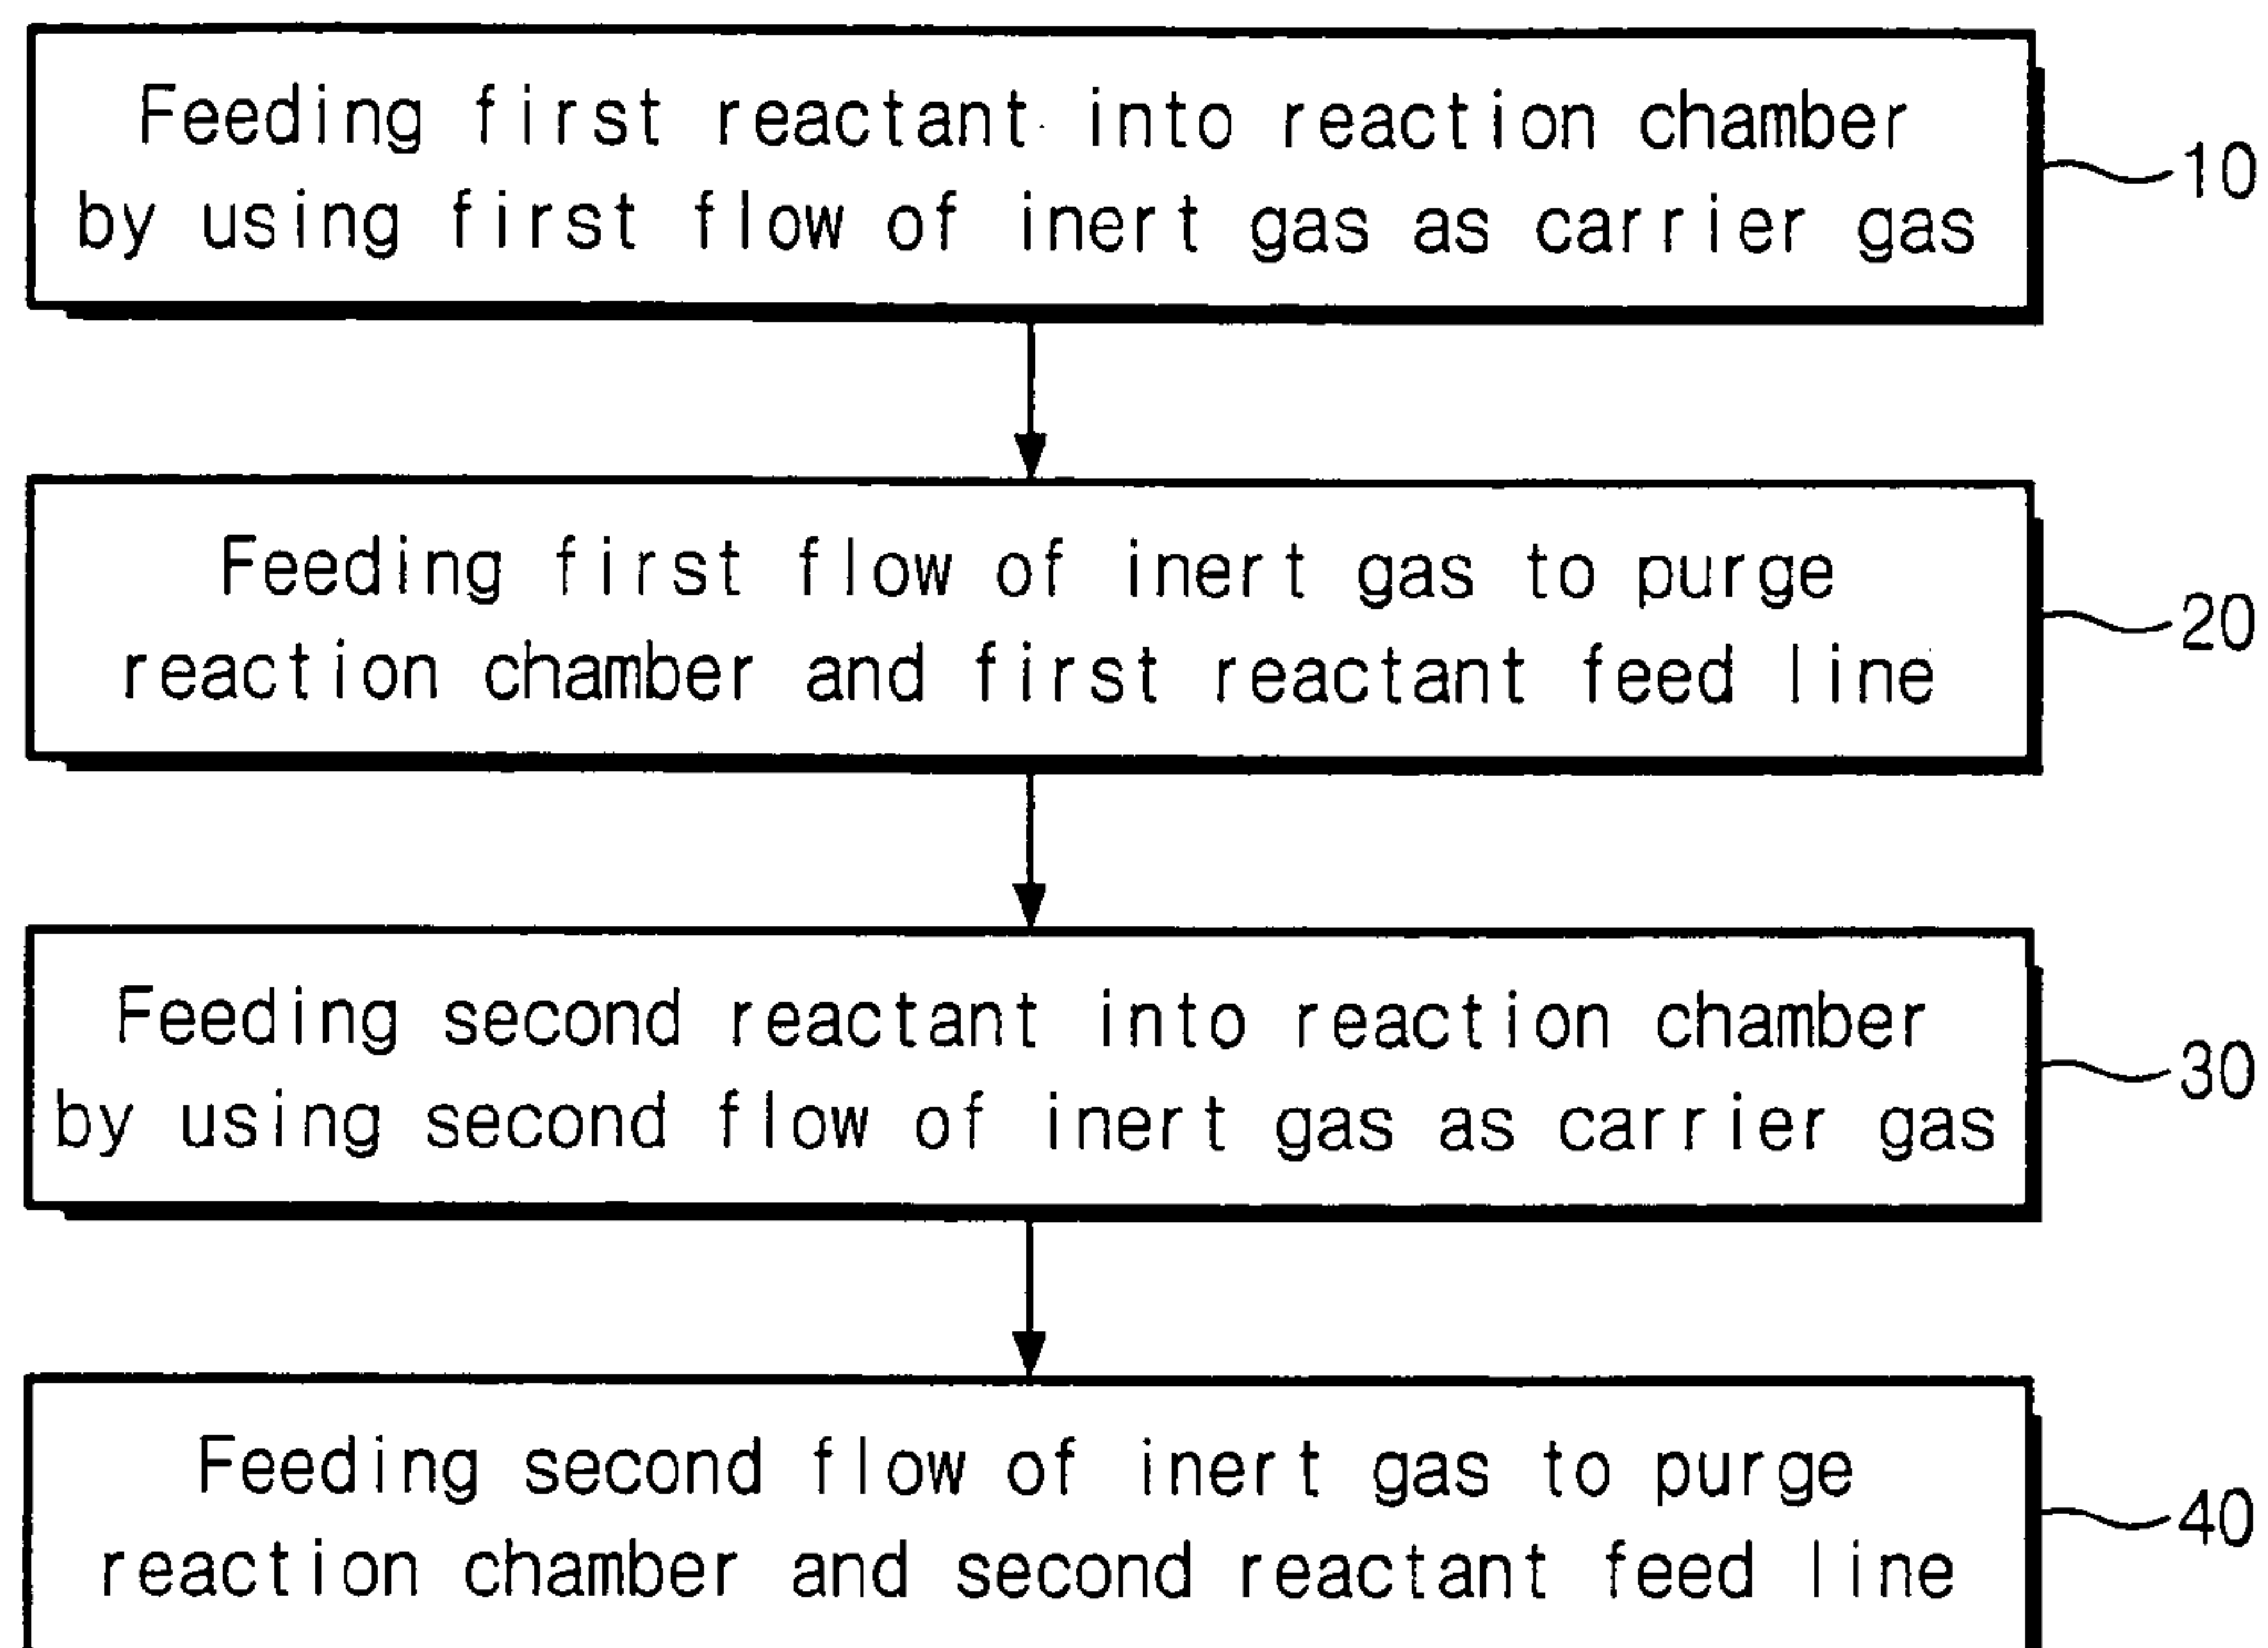 Feeding first reactant into reaction chamber
by using first flow of inert gas as carrier gas
10
Feeding first flow of inert gas to purge
reaction chamber and first reactant feed line
20
Feeding second reactant into reaction chamber
by using second flow of inert gas as carrier gas
30
Feeding second flow of inert gas to purge
reaction chamber and second reactant feed line
40